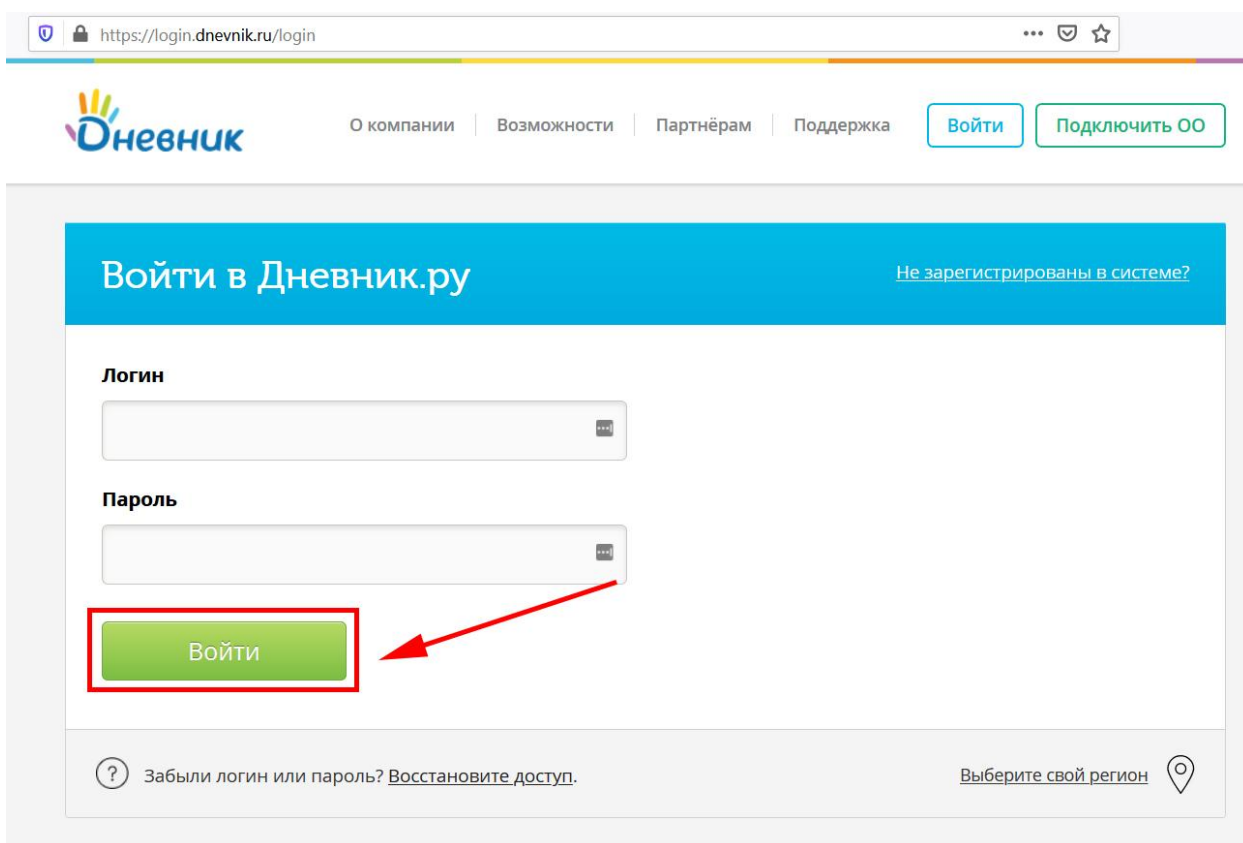 https://login.dnevnik.ru/login
Дневник
О компании
Возможности
Партнёрам
Поддержка
Войти
Подключить ОО
Войти в Дневник.ру
Не зарегистрированы в системе?
Логин
Пароль
Войти
Забыли логин или пароль? Восстановите доступ.
Выберите свой регион